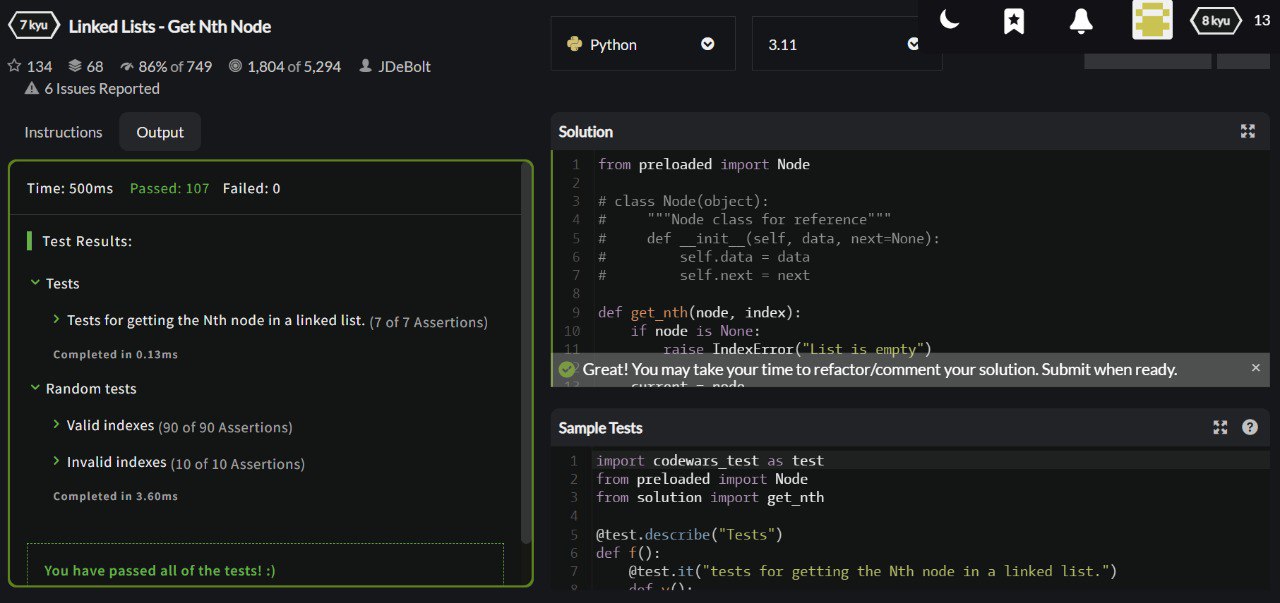 7 kyu Linked Lists - Get Nth Node
134 68 86% of 749 1,804 of 5,294 JDeBolt
6 Issues Reported
Python
3.11
8 kyu 13
Instructions Output
Time: 500ms Passed: 107 Failed: 0
Test Results:
Tests
Tests for getting the Nth node in a linked list. (7 of 7 Assertions)
Completed in 0.13ms
Random tests
Valid indexes (90 of 90 Assertions)
Invalid indexes (10 of 10 Assertions)
Completed in 3.60ms
You have passed all of the tests! :)
Solution
1 from preloaded import Node
2
3 # class Node(object):
4 #     """Node class for reference"""
5 #     def __init__(self, data, next=None):
6 #         self.data = data
7 #         self.next = next
8
9 def get_nth(node, index):
10     if node is None:
11         raise IndexError("List is empty")
Great! You may take your time to refactor/comment your solution. Submit when ready. ×
13     current = node
Sample Tests
1 import codewars_test as test
2 from preloaded import Node
3 from solution import get_nth
4
5 @test.describe("Tests")
6 def f():
7     @test.it("tests for getting the Nth node in a linked list.")
8     def y():